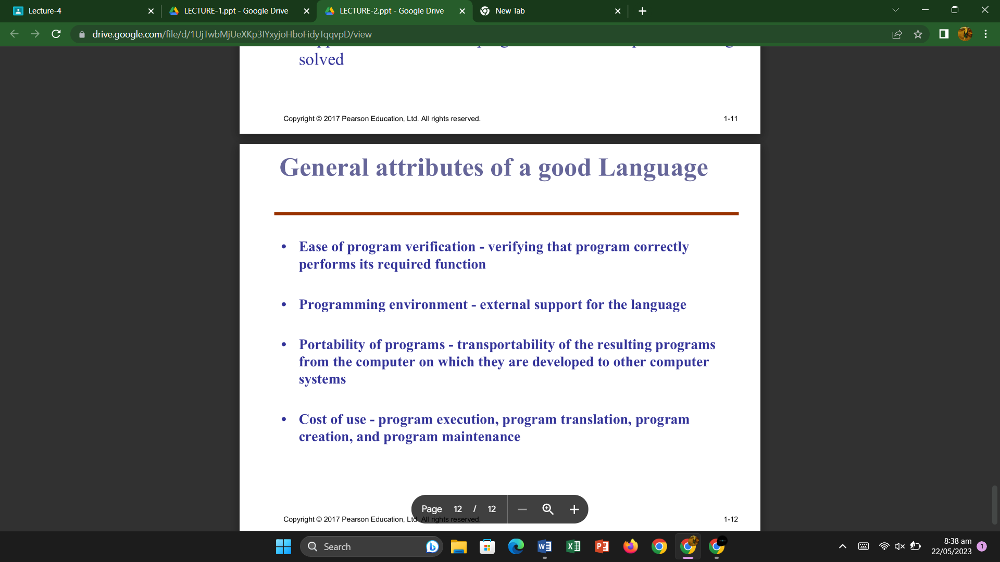 Lecture-4
LECTURE-1.ppt - Google Drive
LECTURE-2.ppt - Google Drive
New Tab
drive.google.com/file/d/1UjTwbMjUeXKp3IYxyjoHboFidyTqqvpD/view
solved
Copyright © 2017 Pearson Education, Ltd. All rights reserved.
1-11
General attributes of a good Language
• Ease of program verification - verifying that program correctly
performs its required function
• Programming environment - external support for the language
• Portability of programs - transportability of the resulting programs
from the computer on which they are developed to other computer
systems
• Cost of use - program execution, program translation, program
creation, and program maintenance
Page 12 / 12
Copyright © 2017 Pearson Education, Ltd. All rights reserved.
1-12
Search
8:38 am
22/05/2023
1